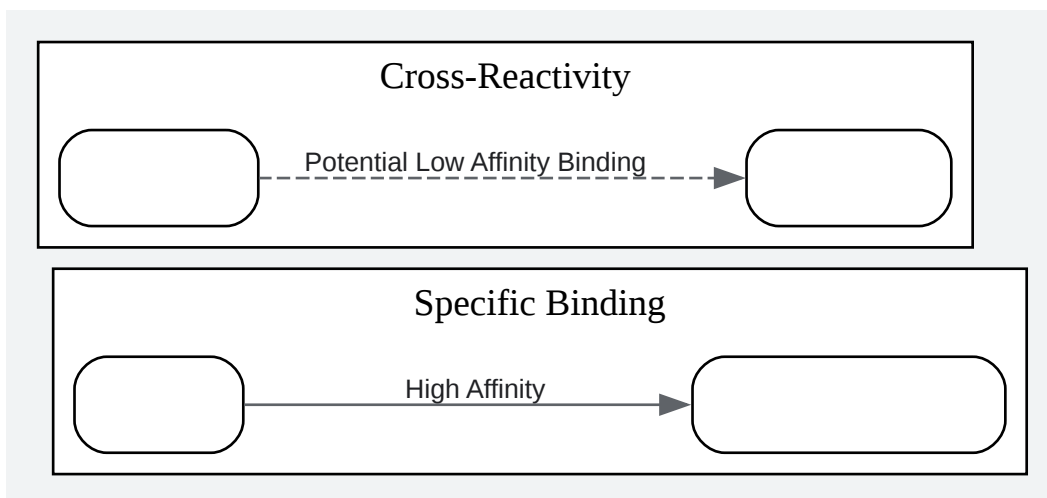 Cross-Reactivity
Potential Low Affinity Binding
Specific Binding
High Affinity